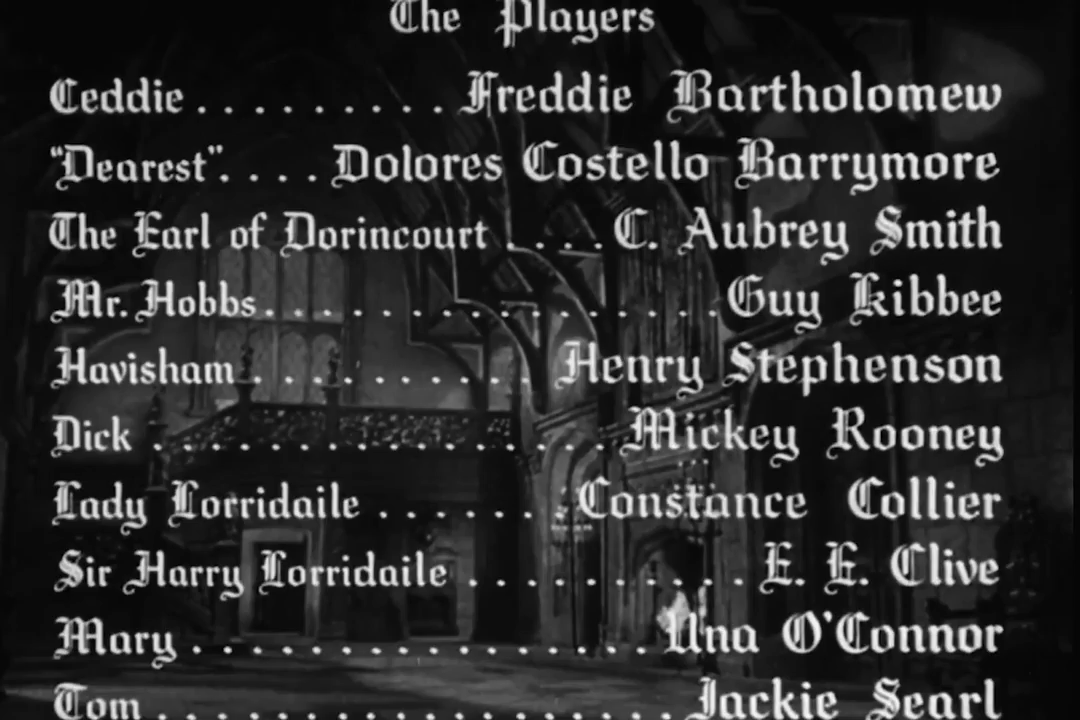 The Players
Ceddie . . . . . . . . . Freddie Bartholomew
"Dearest". . . . Dolores Costello Barrymore
The Earl of Dorincourt . . . . C. Aubrey Smith
Mr. Hobbs. . . . . . . . . . . . . . . . Guy Kibbee
Havisham . . . . . . . . . . . Henry Stephenson
Dick . . . . . . . . . . . . . . . . Mickey Rooney
Lady Lorridaile . . . . . . . Constance Collier
Sir Harry Lorridaile . . . . . . . . . . E. E. Clive
Mary . . . . . . . . . . . . . . . . Una O'Connor
Tom . . . . . . . . . . . . . . . . . . Jackie Searl